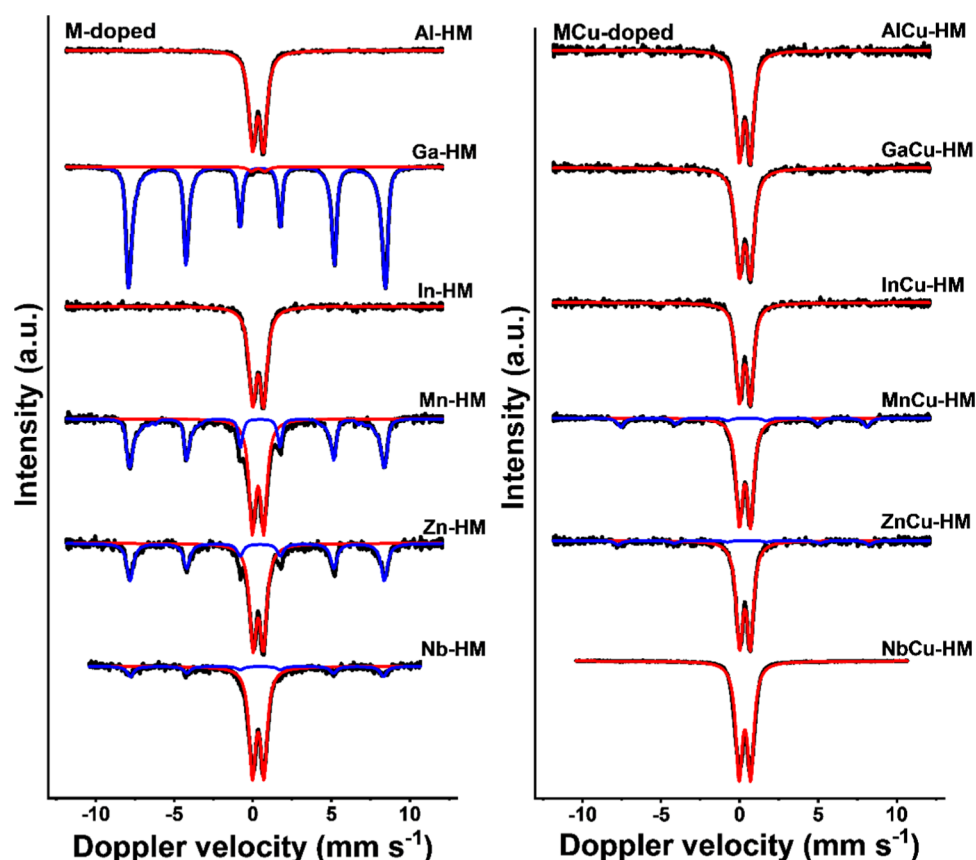 M-doped
Al-HM
Ga-HM
In-HM
Mn-HM
Zn-HM
Nb-HM
Intensity (a.u.)
-10 -5 0 5 10
Doppler velocity (mm s⁻¹)
MCu-doped
AlCu-HM
GaCu-HM
InCu-HM
MnCu-HM
ZnCu-HM
NbCu-HM
Intensity (a.u.)
-10 -5 0 5 10
Doppler velocity (mm s⁻¹)